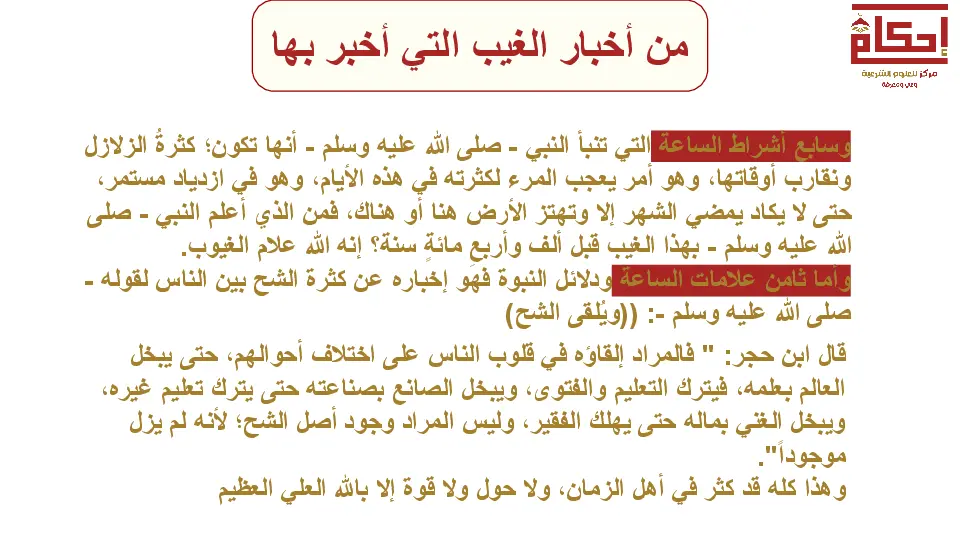 من أخبار الغيب التي أخبر بها
إحكام
مركز للعلوم الشرعية
وعي ومعرفة
وسابع أشراط الساعة التي تنبأ النبي - صلى الله عليه وسلم - أنها تكون؛ كثرةُ الزلازل
وتقارب أوقاتها، وهو أمر يعجب المرء لكثرته في هذه الأيام، وهو في ازدياد مستمر،
حتى لا يكاد يمضي الشهر إلا وتهتز الأرض هنا أو هناك، فمن الذي أعلم النبي - صلى
الله عليه وسلم - بهذا الغيب قبل ألف وأربع مائةٍ سنة؟ إنه الله علام الغيوب.
وأما ثامن علامات الساعة ودلائل النبوة فهَو إخباره عن كثرة الشح بين الناس لقوله -
صلى الله عليه وسلم -: ((ويُلقى الشح)
قال ابن حجر: " فالمراد إلقاؤه في قلوب الناس على اختلاف أحوالهم، حتى يبخل
العالم بعلمه، فيترك التعليم والفتوى، ويبخل الصانع بصناعته حتى يترك تعليم غيره،
ويبخل الغني بماله حتى يهلك الفقير، وليس المراد وجود أصل الشح؛ لأنه لم يزل
موجوداً".
وهذا كله قد كثر في أهل الزمان، ولا حول ولا قوة إلا بالله العلي العظيم